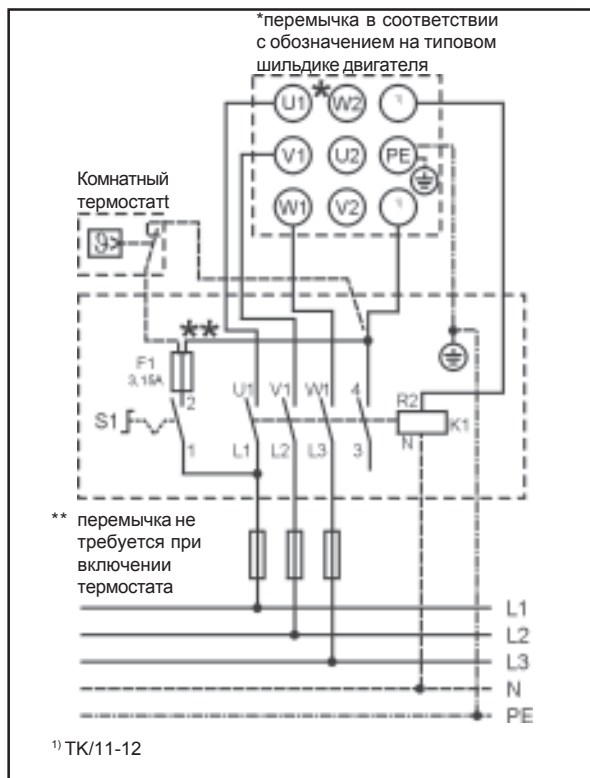 *перемычка в соответствии
с обозначением на типовом
шильдике двигателя
U1 * W2
V1 U2 PE
W1 V2
Комнатный
термостатt
**
F1
3,15A
U1 V1 W1 4 R2
2
S1 K1
1 L1 L2 L3 3 N
** перемычка не
требуется при
включении
термостата
L1
L2
L3
N
PE
1) TK/11-12